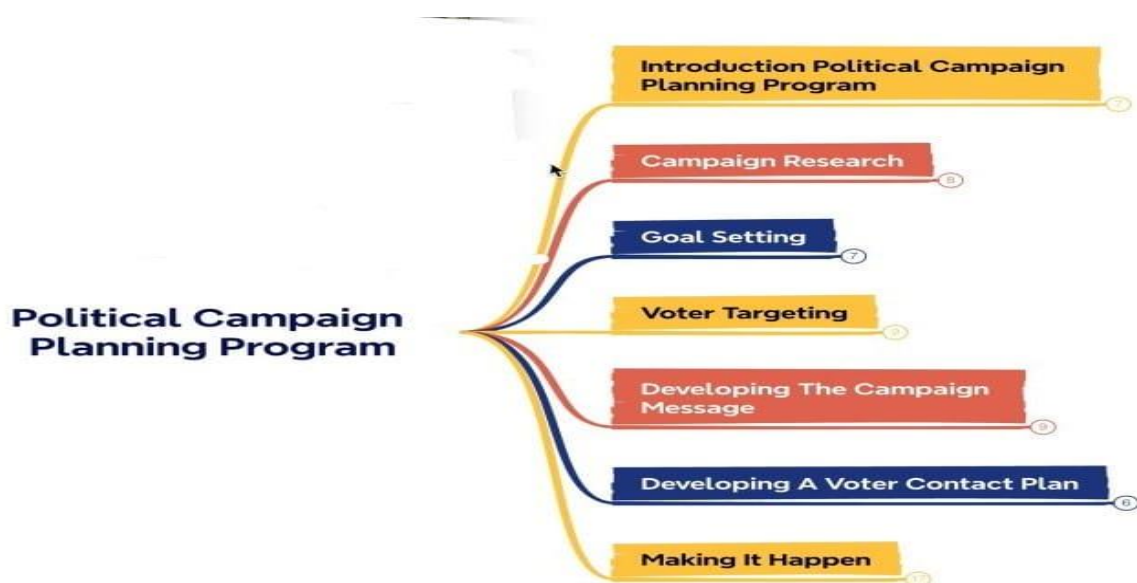 Political Campaign
Planning Program
Introduction Political Campaign
Planning Program
Campaign Research
8
Goal Setting
7
Voter Targeting
Developing The Campaign
Message
9
Developing A Voter Contact Plan
6
Making It Happen